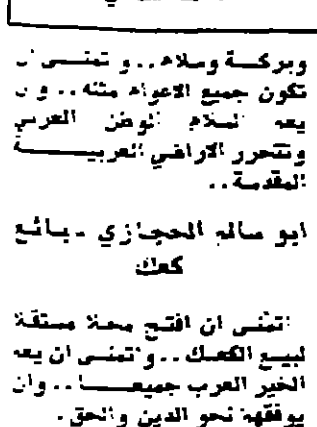 وبركة وسلام .. و تمنى ان
تكون جميع الاعوام مثله .. و ن
يعم السلام الوطن العربي
وتتحرر الاراضي العربية
المقدسة ..
ابو سالم الحجازي - بائع
كعك
اتمنى ان افتح محلا مستقلا
لبيع الكعك .. واتمنى ان يعم
الخير العرب جميعا .. وان
يوفقهم نحو الدين والحق .